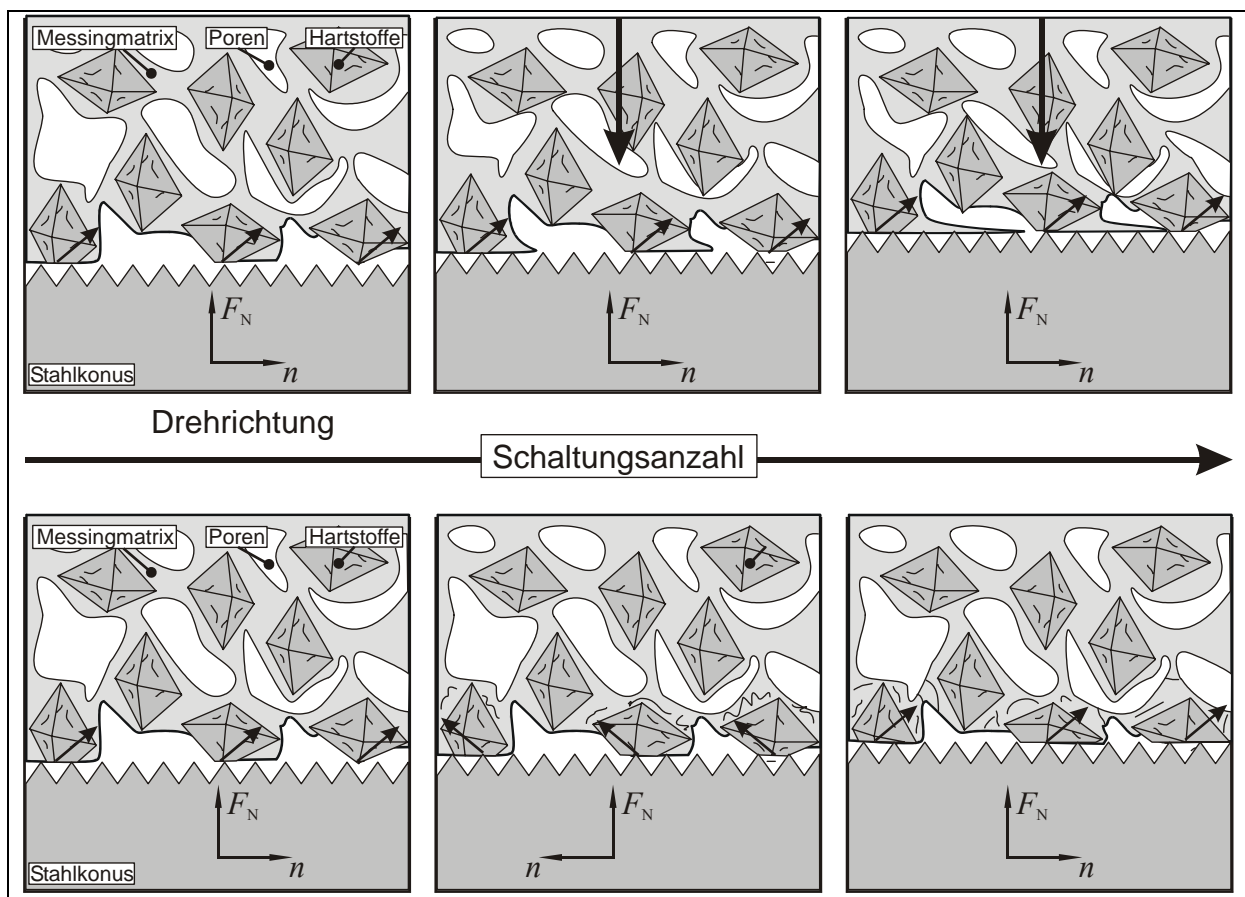 Messingmatrix Poren Hartstoffe
F_N
n
Stahlkonus
F_N
n
F_N
n
Drehrichtung
Schaltungsanzahl
Messingmatrix Poren Hartstoffe
F_N
n
Stahlkonus
F_N
n
F_N
n